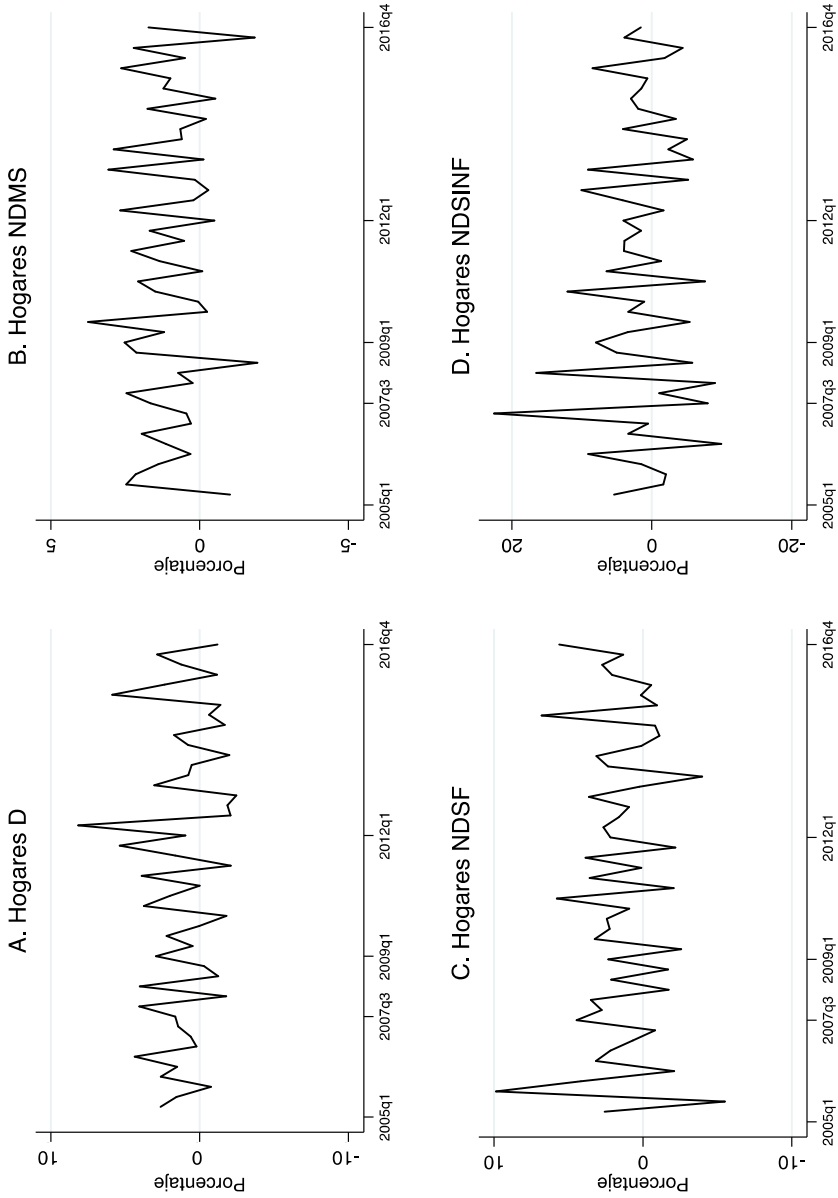 A. Hogares D
Porcentaje
10
0
-10
2005q1
2007q3
2009q1
2012q1
2016q4
B. Hogares NDMS
Porcentaje
5
0
-5
2005q1
2007q3
2009q1
2012q1
2016q4
C. Hogares NDSF
Porcentaje
10
0
-10
2005q1
2007q3
2009q1
2012q1
2016q4
D. Hogares NDSINF
Porcentaje
20
0
-20
2005q1
2007q3
2009q1
2012q1
2016q4